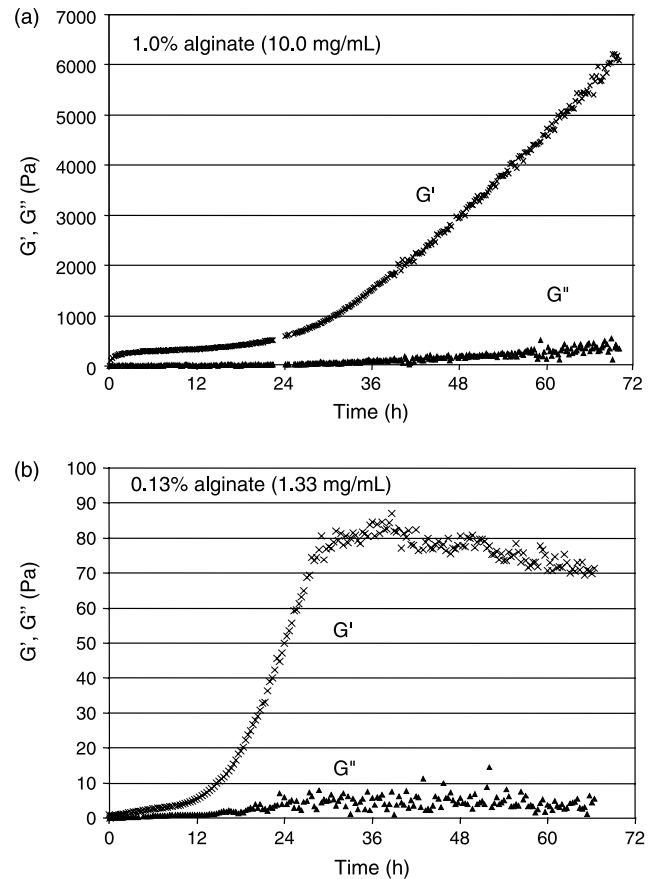 (a)
7000
1.0% alginate (10.0 mg/mL)
6000
5000
4000
G'
3000
2000
G"
1000
0
0 12 24 36 48 60 72
Time (h)
G', G" (Pa)
(b)
100
0.13% alginate (1.33 mg/mL)
90
80
70
60
50
G'
40
30
20
G"
10
0
0 12 24 36 48 60 72
Time (h)
G', G" (Pa)